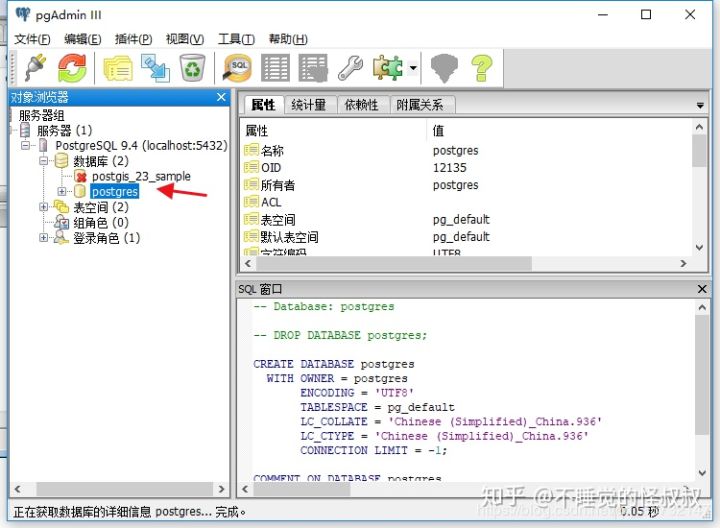 pgAdmin III
文件(F) 编辑(E) 插件(P) 视图(V) 工具(T) 帮助(H)
SQL
对象浏览器
服务器组
服务器 (1)
PostgreSQL 9.4 (localhost:5432)
数据库 (2)
postgis_23_sample
postgres
表空间 (2)
组角色 (0)
登录角色 (1)
属性 统计量 依赖性 附属关系
属性 值
名称 postgres
OID 12135
所有者 postgres
ACL
表空间 pg_default
默认表空间 pg_default
字符编码 UTF8
SQL 窗口
-- Database: postgres
-- DROP DATABASE postgres;
CREATE DATABASE postgres
WITH OWNER = postgres
ENCODING = 'UTF8'
TABLESPACE = pg_default
LC_COLLATE = 'Chinese (Simplified)_China.936'
LC_CTYPE = 'Chinese (Simplified)_China.936'
CONNECTION LIMIT = -1;
COMMENT ON DATABASE postgres
正在获取数据库的详细信息 postgres... 完成。
0.05 秒
知乎 @不睡觉的译叔叔